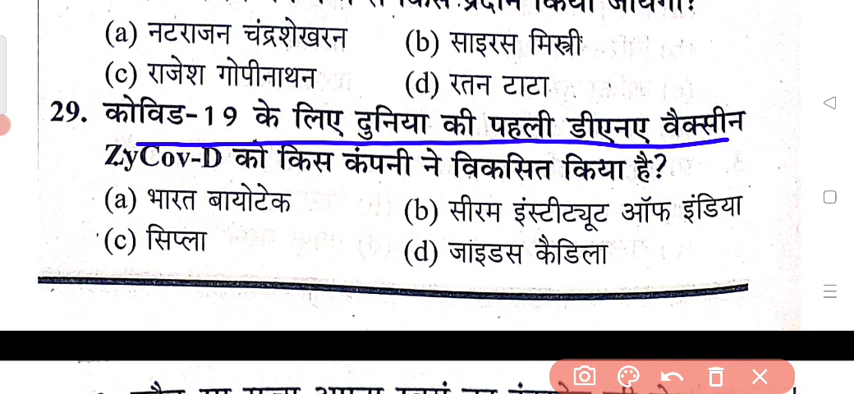 (a) नटराजन चंद्रशेखरन (b) साइरस मिस्त्री
(c) राजेश गोपीनाथन (d) रतन टाटा
29. कोविड-19 के लिए दुनिया की पहली डीएनए वैक्सीन
ZyCov-D को किस कंपनी ने विकसित किया है?
(a) भारत बायोटेक (b) सीरम इंस्टीट्यूट ऑफ इंडिया
(c) सिप्ला (d) जाइडस कैडिला